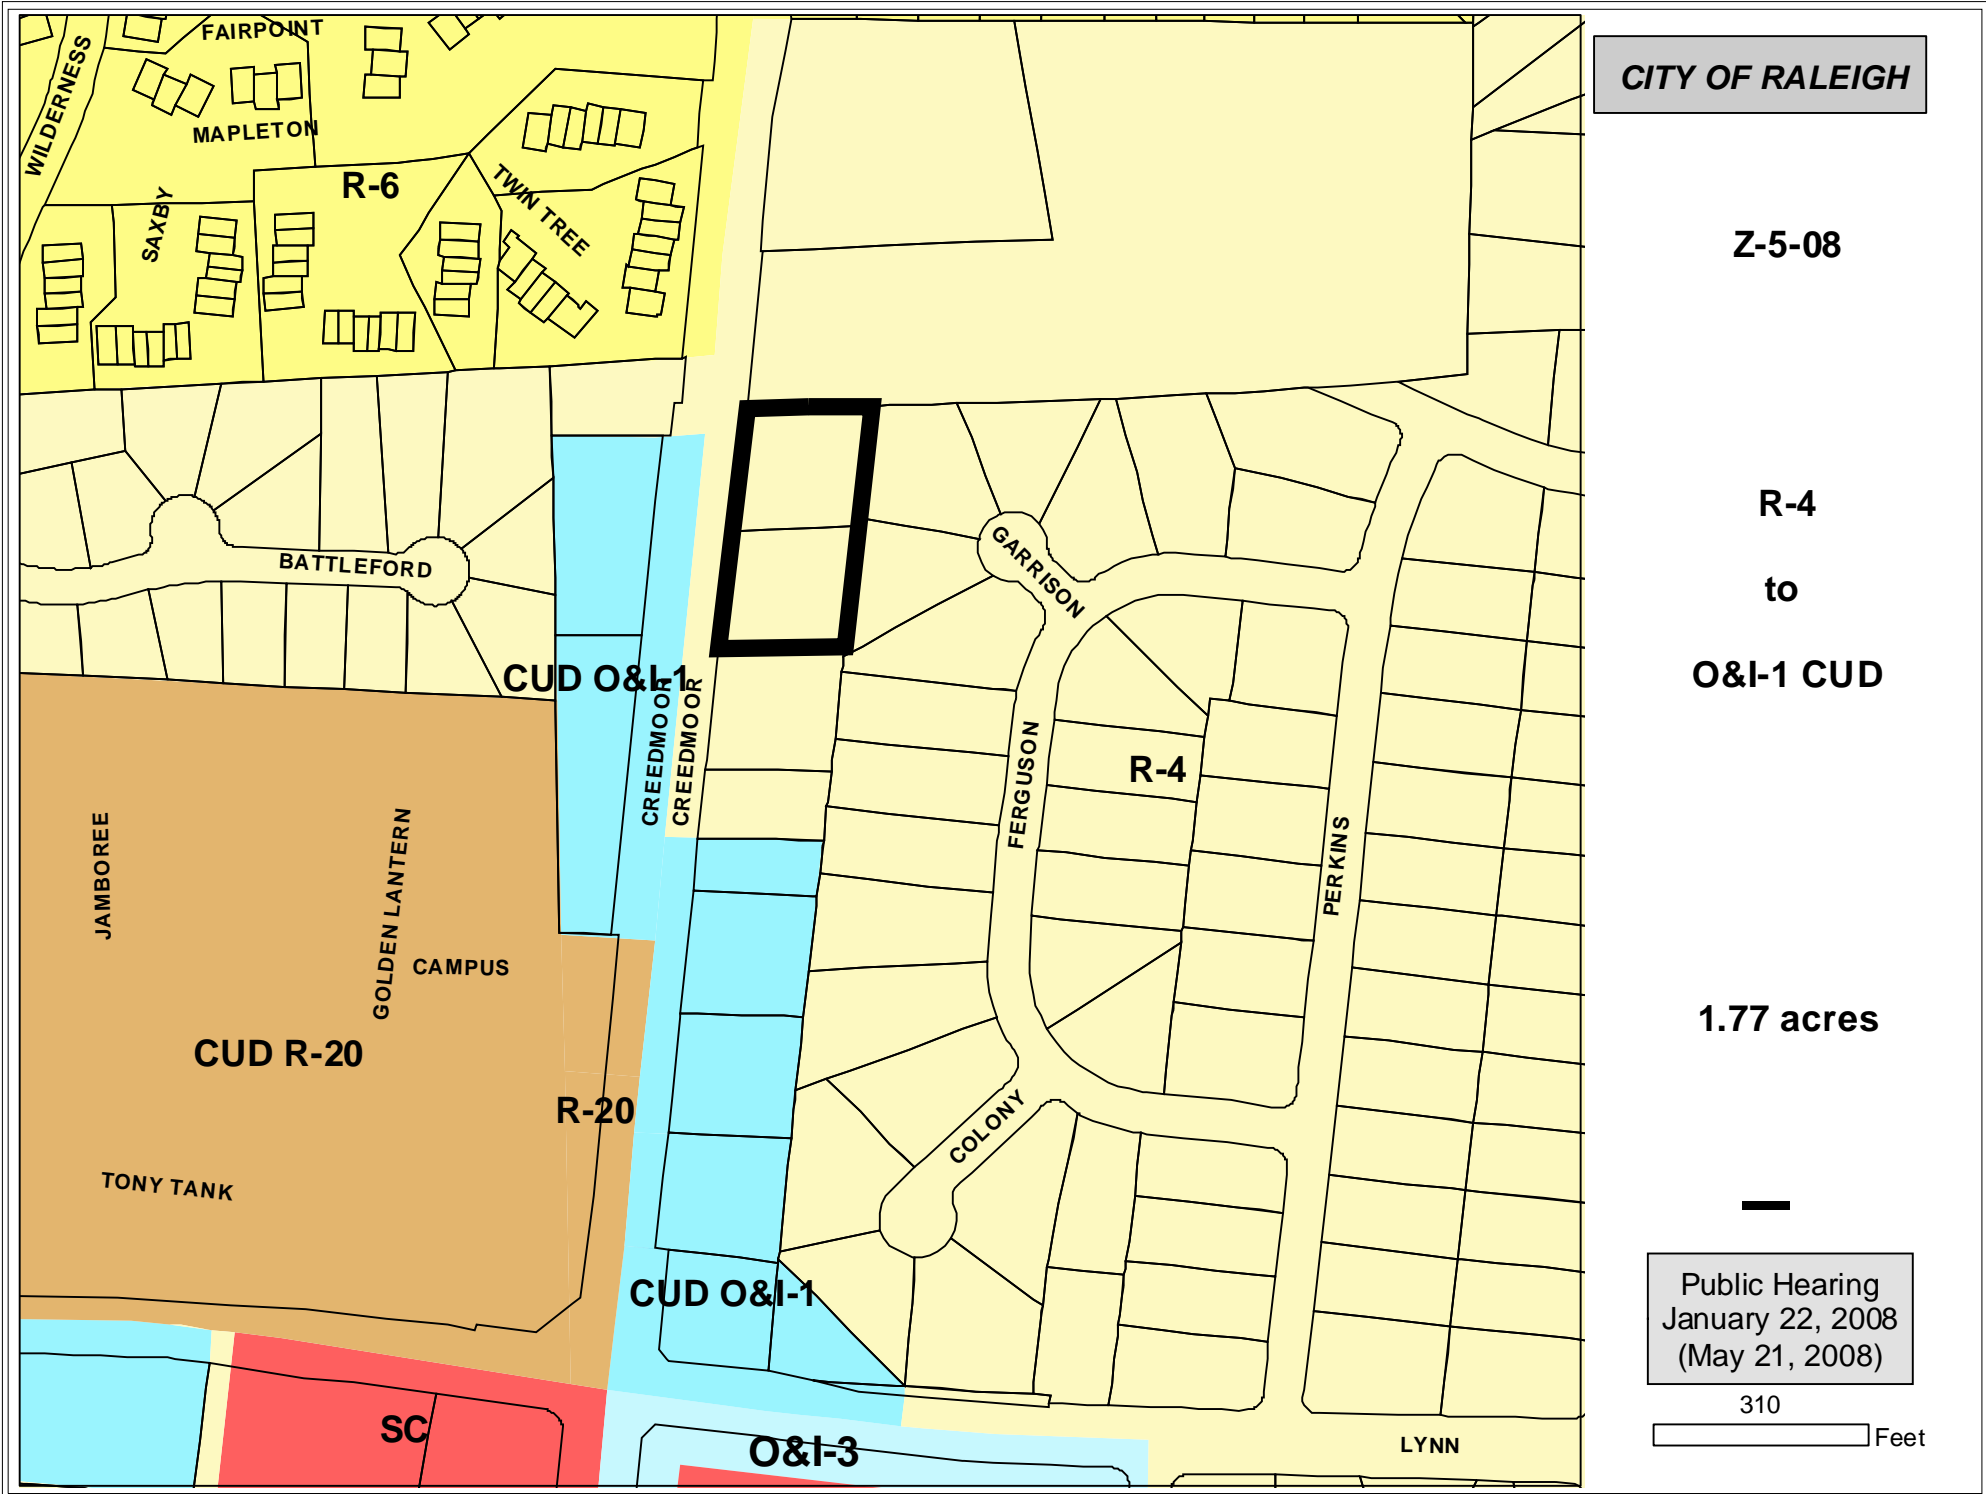 FAIRPOINT
WILDERNESS
MAPLETON
R-6
SAXBY
TWIN TREE
BATTLEFORD
GARRISON
CUD O&I-1
CREEDMOOR
CREEDMOOR
FERGUSON
R-4
PERKINS
JAMBOREE
GOLDEN LANTERN
CAMPUS
CUD R-20
R-20
COLONY
TONY TANK
CUD O&I-1
SC
O&I-3
LYNN
CITY OF RALEIGH
Z-5-08
R-4
to
O&I-1 CUD
1.77 acres
Public Hearing
January 22, 2008
(May 21, 2008)
310
Feet